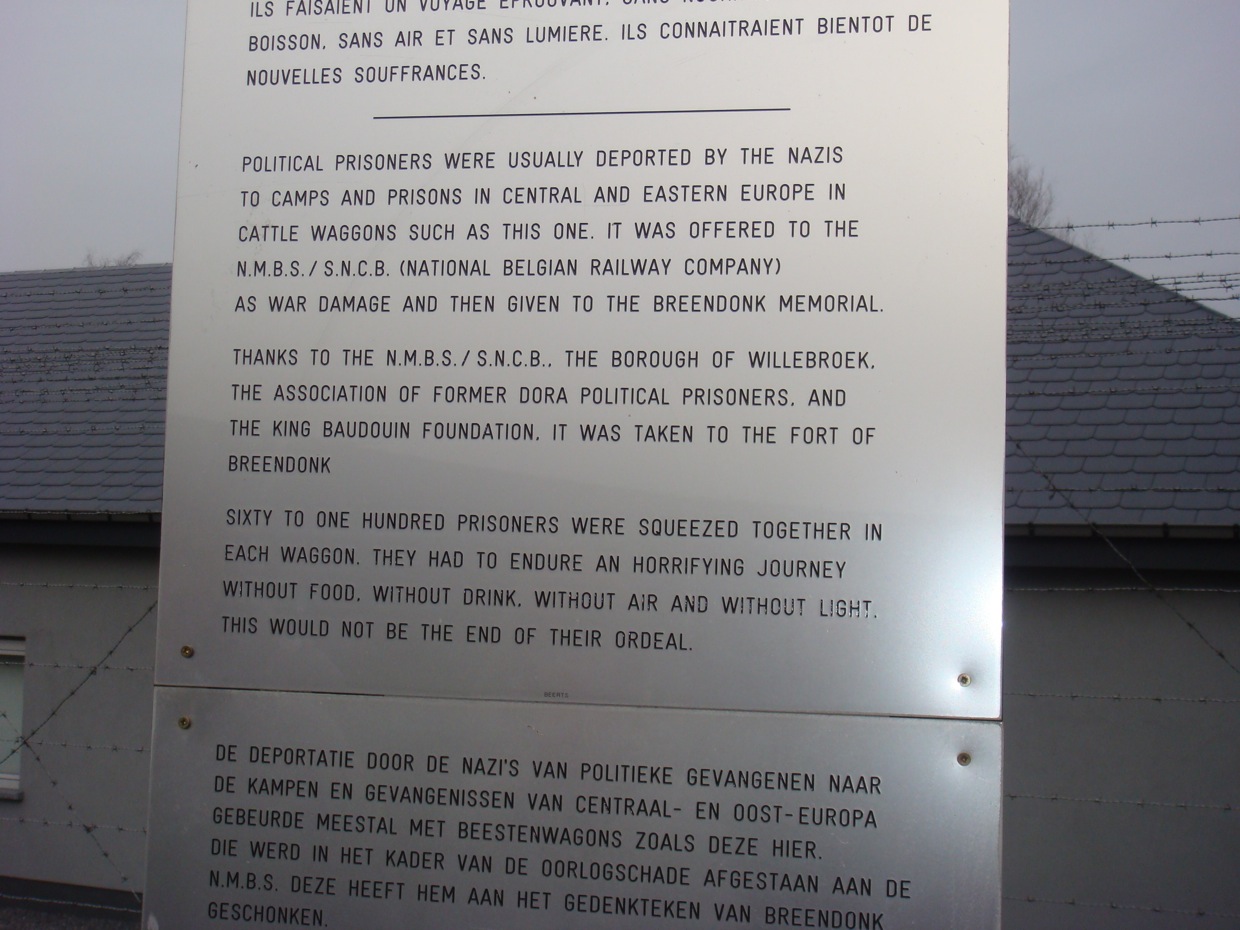 ILS FAISAIENT UN VOYAGE EPROUVANT, SANS
BOISSON, SANS AIR ET SANS LUMIERE. ILS CONNAITRAIENT BIENTOT DE
NOUVELLES SOUFFRANCES.
POLITICAL PRISONERS WERE USUALLY DEPORTED BY THE NAZIS
TO CAMPS AND PRISONS IN CENTRAL AND EASTERN EUROPE IN
CATTLE WAGGONS SUCH AS THIS ONE. IT WAS OFFERED TO THE
N.M.B.S./S.N.C.B. (NATIONAL BELGIAN RAILWAY COMPANY)
AS WAR DAMAGE AND THEN GIVEN TO THE BREENDONK MEMORIAL.
THANKS TO THE N.M.B.S./S.N.C.B., THE BOROUGH OF WILLEBROEK,
THE ASSOCIATION OF FORMER DORA POLITICAL PRISONERS, AND
THE KING BAUDOUIN FOUNDATION, IT WAS TAKEN TO THE FORT OF
BREENDONK
SIXTY TO ONE HUNDRED PRISONERS WERE SQUEEZED TOGETHER IN
EACH WAGGON. THEY HAD TO ENDURE AN HORRIFYING JOURNEY
WITHOUT FOOD, WITHOUT DRINK, WITHOUT AIR AND WITHOUT LIGHT.
THIS WOULD NOT BE THE END OF THEIR ORDEAL.
GEERTS
DE DEPORTATIE DOOR DE NAZI'S VAN POLITIEKE GEVANGENEN NAAR
DE KAMPEN EN GEVANGENISSEN VAN CENTRAAL- EN OOST-EUROPA
GEBEURDE MEESTAL MET BEESTENWAGONS ZOALS DEZE HIER.
DIE WERD IN HET KADER VAN DE OORLOGSCHADE AFGESTAAN AAN DE
N.M.B.S. DEZE HEEFT HEM AAN HET GEDENKTEKEN VAN BREENDONK
GESCHONKEN.